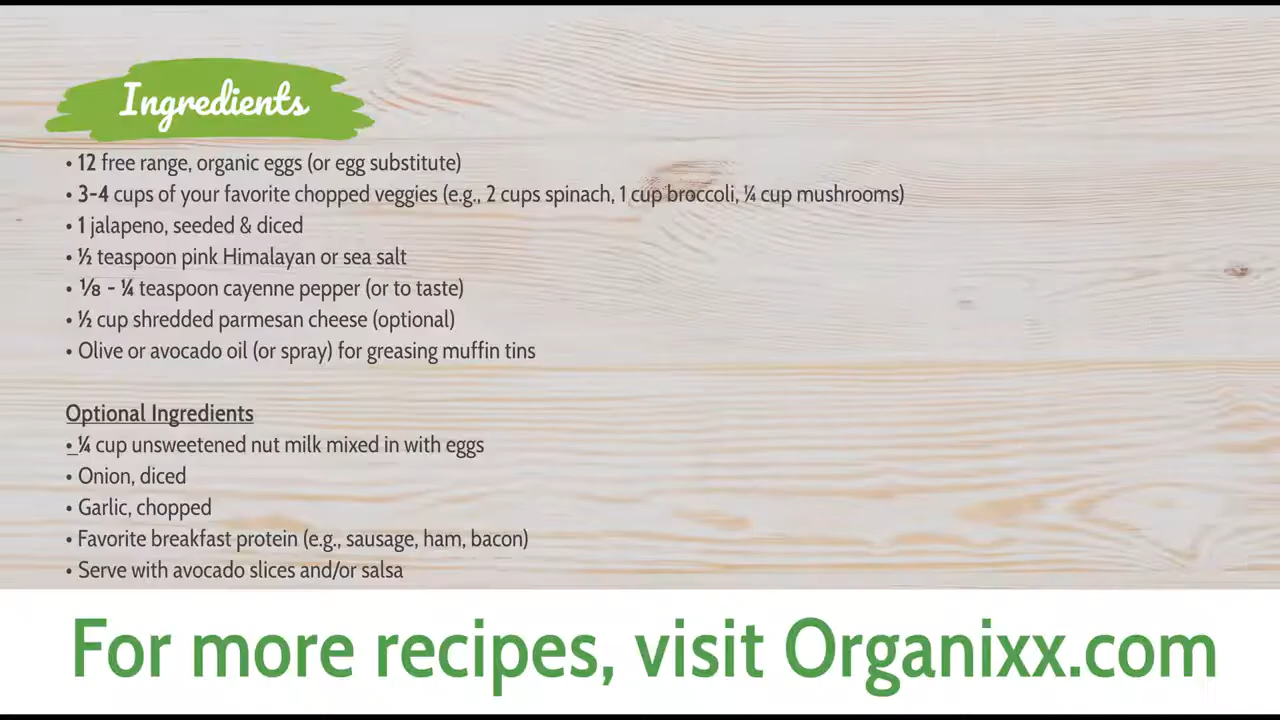 Ingredients
• 12 free range, organic eggs (or egg substitute)
• 3-4 cups of your favorite chopped veggies (e.g., 2 cups spinach, 1 cup broccoli, ¼ cup mushrooms)
• 1 jalapeno, seeded & diced
• ½ teaspoon pink Himalayan or sea salt
• ⅛ - ¼ teaspoon cayenne pepper (or to taste)
• ½ cup shredded parmesan cheese (optional)
• Olive or avocado oil (or spray) for greasing muffin tins
Optional Ingredients
• ¼ cup unsweetened nut milk mixed in with eggs
• Onion, diced
• Garlic, chopped
• Favorite breakfast protein (e.g., sausage, ham, bacon)
• Serve with avocado slices and/or salsa
For more recipes, visit Organixx.com